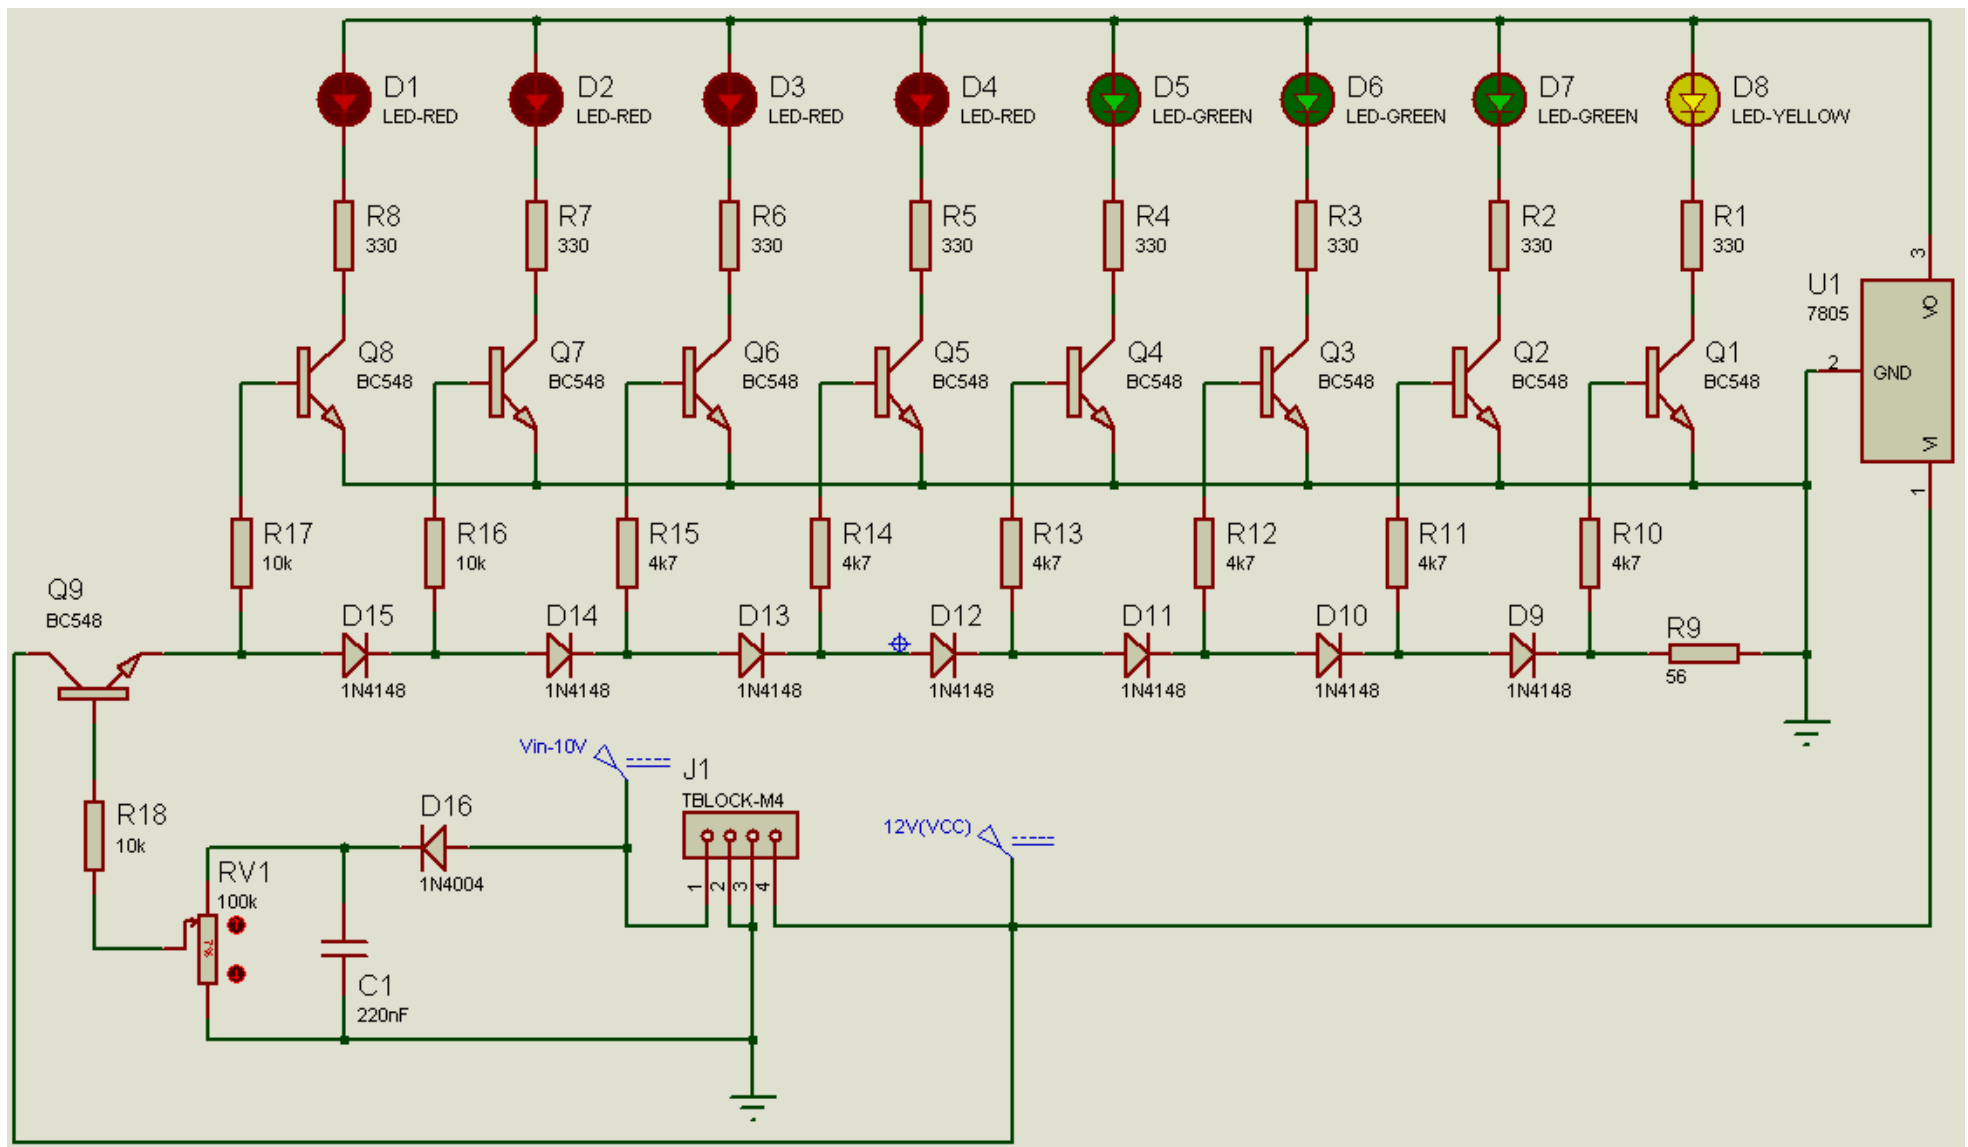 D1
LED-RED
D2
LED-RED
D3
LED-RED
D4
LED-RED
D5
LED-GREEN
D6
LED-GREEN
D7
LED-GREEN
D8
LED-YELLOW
R8
330
R7
330
R6
330
R5
330
R4
330
R3
330
R2
330
R1
330
U1
7805
3
VO
2
GND
VI
1
Q8
BC548
Q7
BC548
Q6
BC548
Q5
BC548
Q4
BC548
Q3
BC548
Q2
BC548
Q1
BC548
R17
10k
R16
10k
R15
4k7
R14
4k7
R13
4k7
R12
4k7
R11
4k7
R10
4k7
Q9
BC548
D15
1N4148
D14
1N4148
D13
1N4148
D12
1N4148
D11
1N4148
D10
1N4148
D9
1N4148
R9
56
Vin-10V
J1
TBLOCK-M4
1
2
3
4
12V(VCC)
R18
10k
D16
1N4004
RV1
100k
C1
220nF